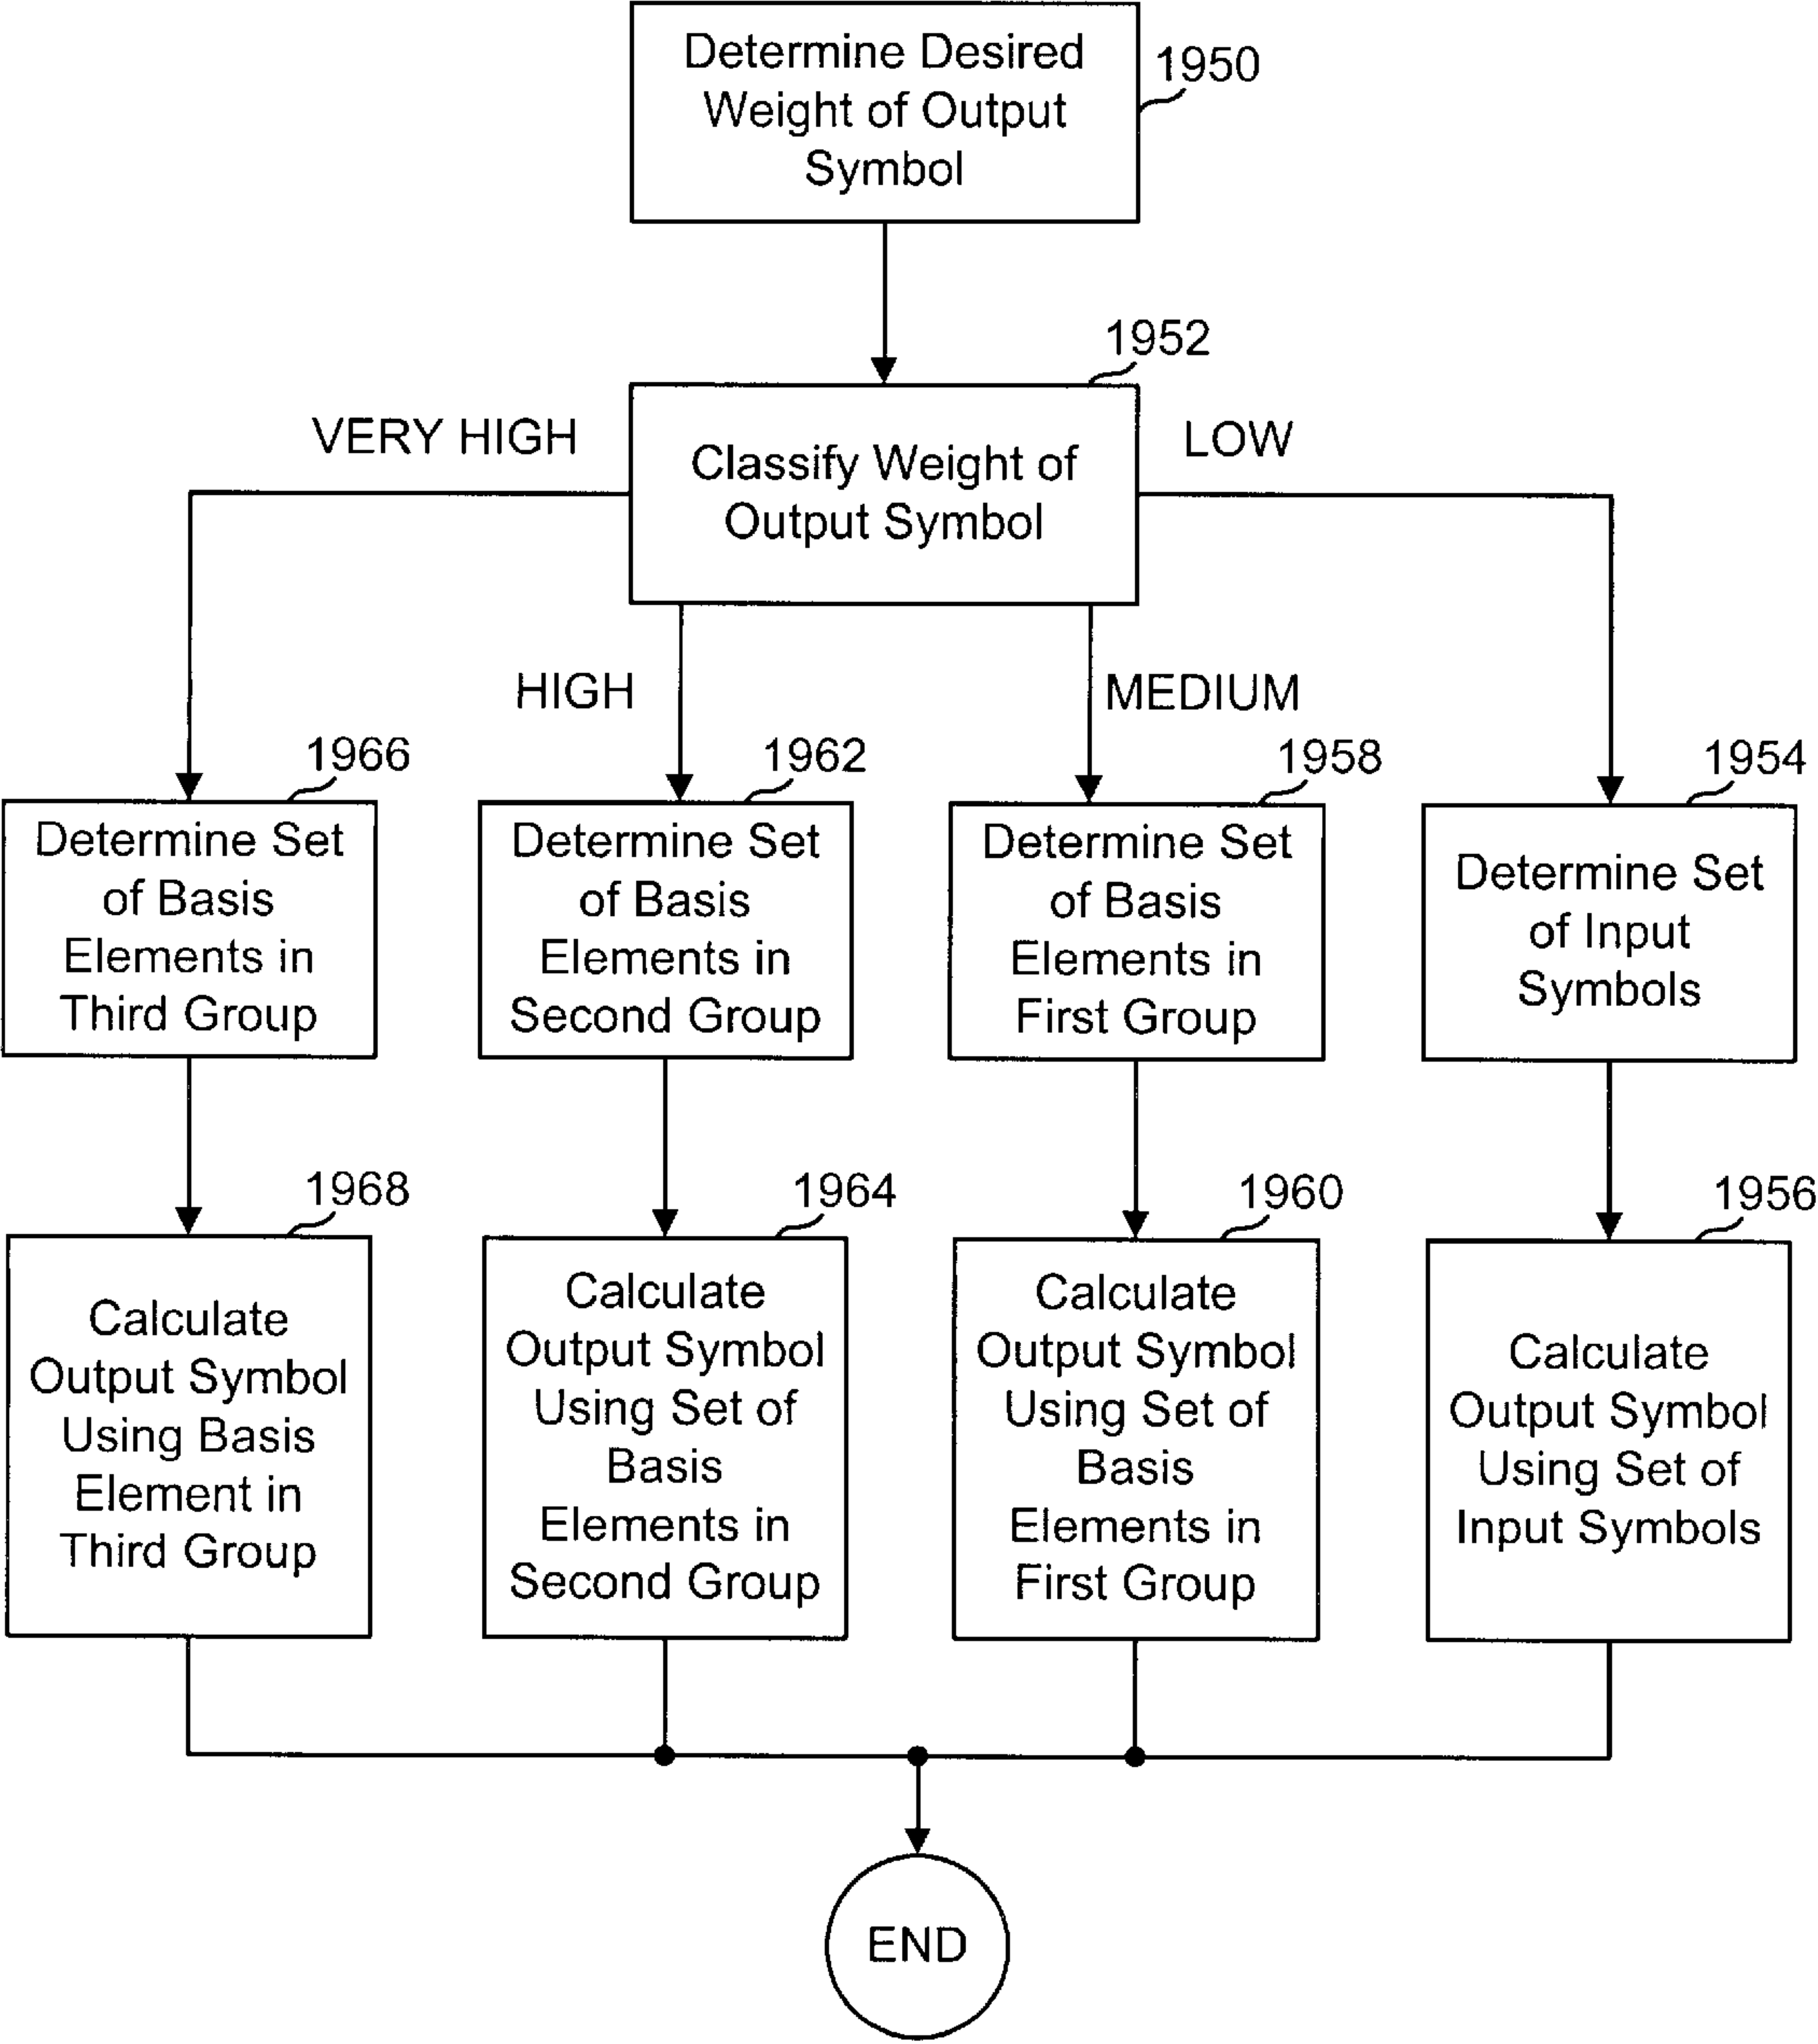 Determine Desired
Weight of Output
Symbol
1950
1952
VERY HIGH
LOW
Classify Weight of
Output Symbol
HIGH
MEDIUM
1966
1962
1958
1954
Determine Set
of Basis
Elements in
Third Group
Determine Set
of Basis
Elements in
Second Group
Determine Set
of Basis
Elements in
First Group
Determine Set
of Input
Symbols
1968
1964
1960
1956
Calculate
Output Symbol
Using Basis
Element in
Third Group
Calculate
Output Symbol
Using Set of
Basis
Elements in
Second Group
Calculate
Output Symbol
Using Set of
Basis
Elements in
First Group
Calculate
Output Symbol
Using Set of
Input Symbols
END